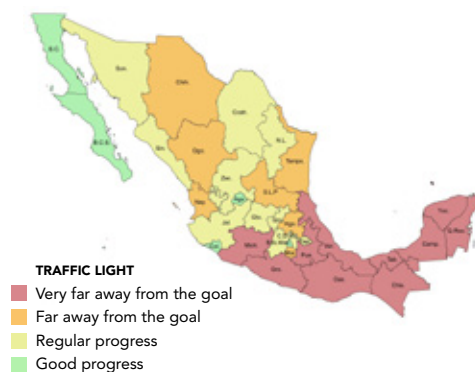 B.C.
Son.
Chih.
B.C.S.
Coah.
N.L.
Sin.
Dgo.
Tamps.
Zac.
S.L.P.
Nay.
Jal.
Gto.
Mich.
Pue.
Ver.
Gro.
Oax.
Tab.
Chis.
Camp.
Yuc.
Q.Roo
TRAFFIC LIGHT
Very far away from the goal
Far away from the goal
Regular progress
Good progress